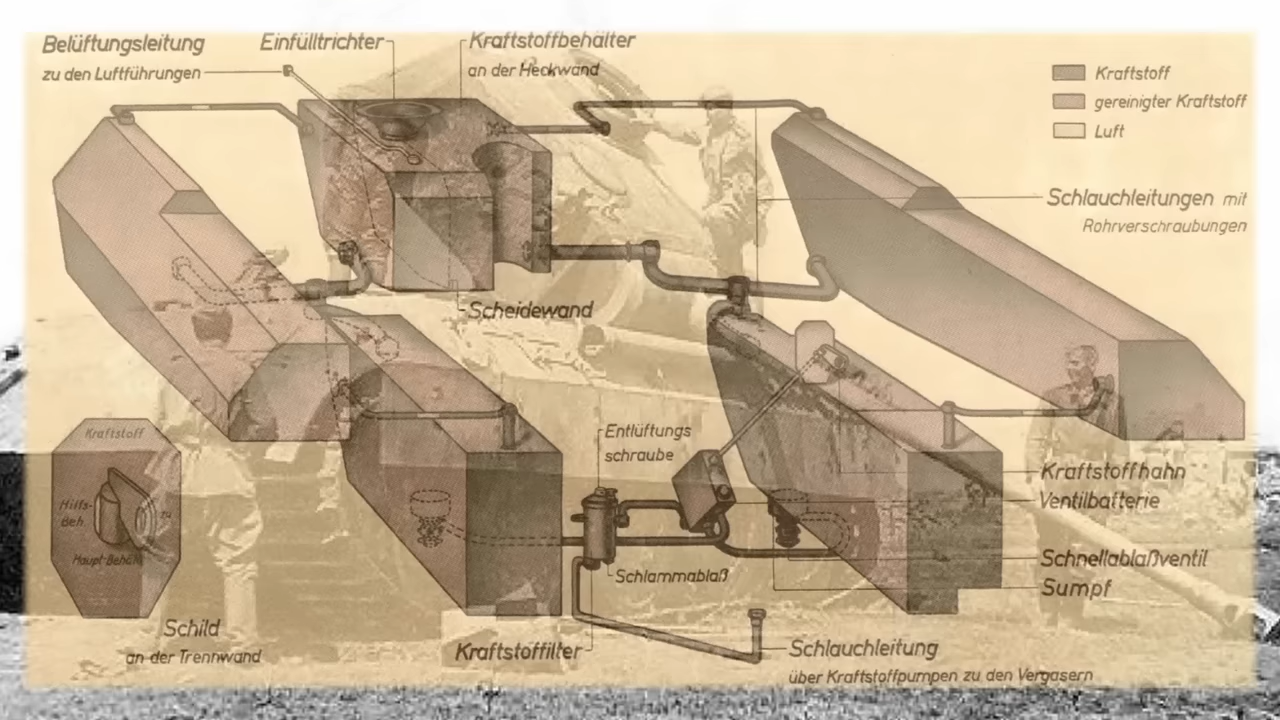 Belüftungsleitung
zu den Luftführungen
Einfülltrichter
Kraftstoffbehälter
an der Heckwand
Kraftstoff
gereinigter Kraftstoff
Luft
Schlauchleitungen mit
Rohrverschraubungen
Scheidewand
Entlüftungs
schraube
Kraftstoff
Hilfs-
Beh.
zu
Haupt-Behält.
Schild
an der Trennwand
Kraftstoffhahn
Ventilbatterie
Schnellablaßventil
Sumpf
Schlammablaß
Kraftstoffilter
Schlauchleitung
über Kraftstoffpumpen zu den Vergasern